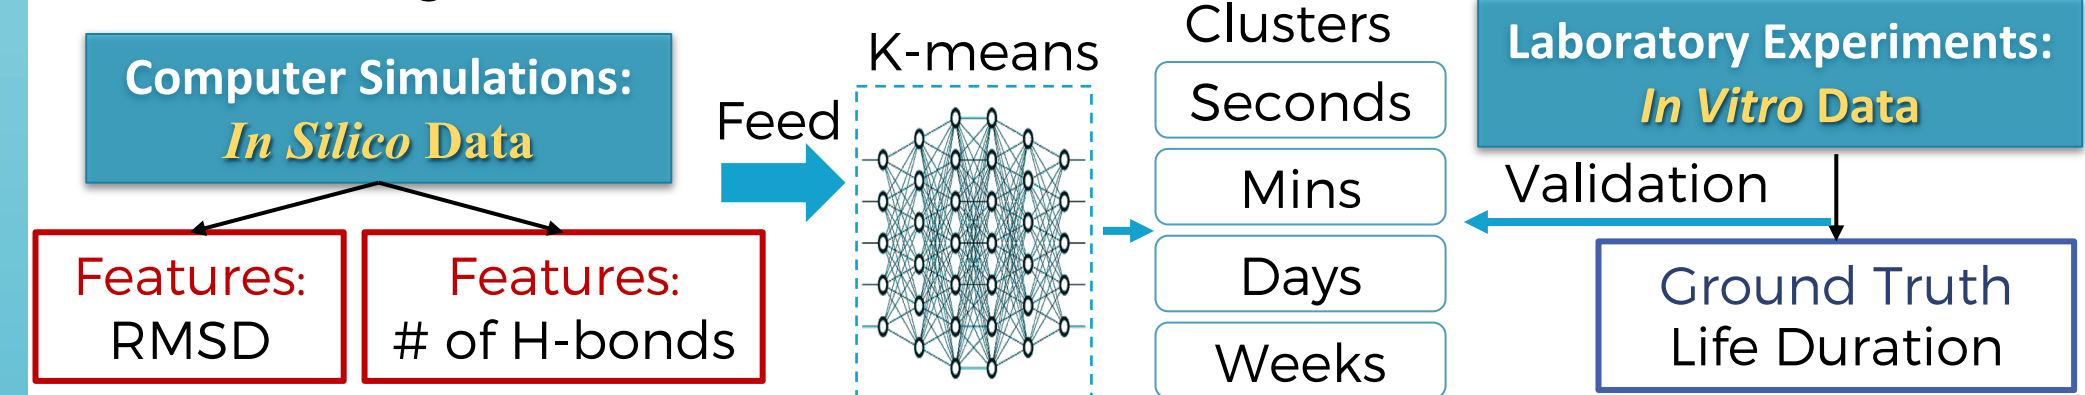 Computer Simulations:
In Silico Data
Features:
RMSD
Features:
# of H-bonds
Feed
K-means
Clusters
Seconds
Mins
Days
Weeks
Laboratory Experiments:
In Vitro Data
Validation
Ground Truth
Life Duration